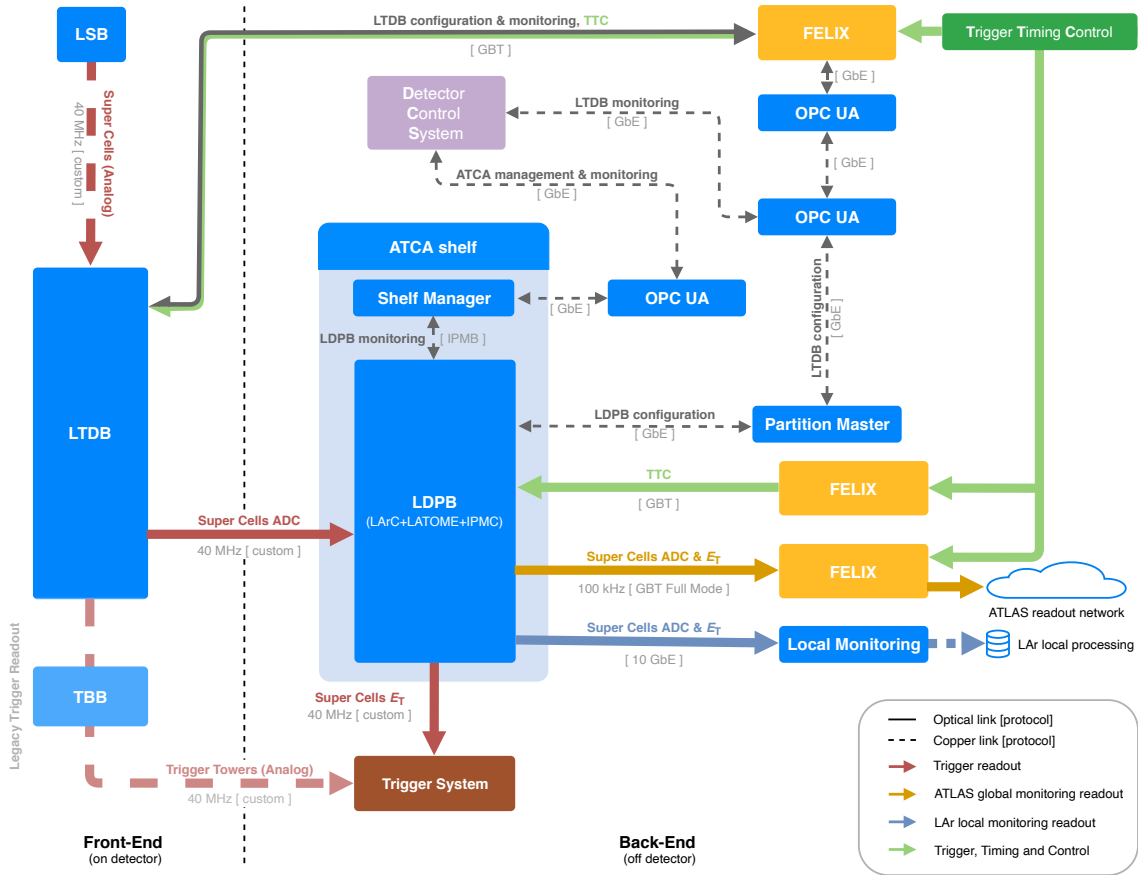 LSB
LTDB configuration & monitoring, TTC
[ GBT ]
FELIX
Trigger Timing Control
[ GbE ]
OPC UA
Detector
Control
System
LTDB monitoring
[ GbE ]
[ GbE ]
Super Cells (Analog)
40 MHz [ custom ]
ATCA management & monitoring
[ GbE ]
OPC UA
ATCA shelf
Shelf Manager
[ GbE ]
OPC UA
LTDB configuration
[ GbE ]
LDPB monitoring
[ IPMB ]
LTDB
LDPB configuration
[ GbE ]
Partition Master
TTC
[ GBT ]
FELIX
LDPB
(LArC+LATOME+IPMC)
Super Cells ADC
40 MHz [ custom ]
Super Cells ADC & ET
100 kHz [ GBT Full Mode ]
FELIX
ATLAS readout network
Super Cells ADC & ET
[ 10 GbE ]
Local Monitoring
LAr local processing
Legacy Trigger Readout
TBB
Super Cells ET
40 MHz [ custom ]
Trigger Towers (Analog)
40 MHz [ custom ]
Trigger System
Optical link [protocol]
Copper link [protocol]
Trigger readout
ATLAS global monitoring readout
LAr local monitoring readout
Trigger, Timing and Control
Front-End
(on detector)
Back-End
(off detector)